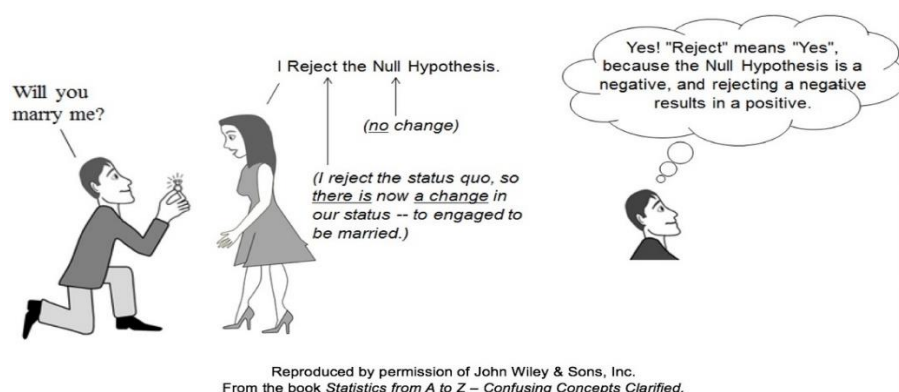 Will you
marry me?
I Reject the Null Hypothesis.
(no change)
(I reject the status quo, so
there is now a change in
our status -- to engaged to
be married.)
Yes! "Reject" means "Yes",
because the Null Hypothesis is a
negative, and rejecting a negative
results in a positive.
Reproduced by permission of John Wiley & Sons, Inc.
From the book Statistics from A to Z – Confusing Concepts Clarified.